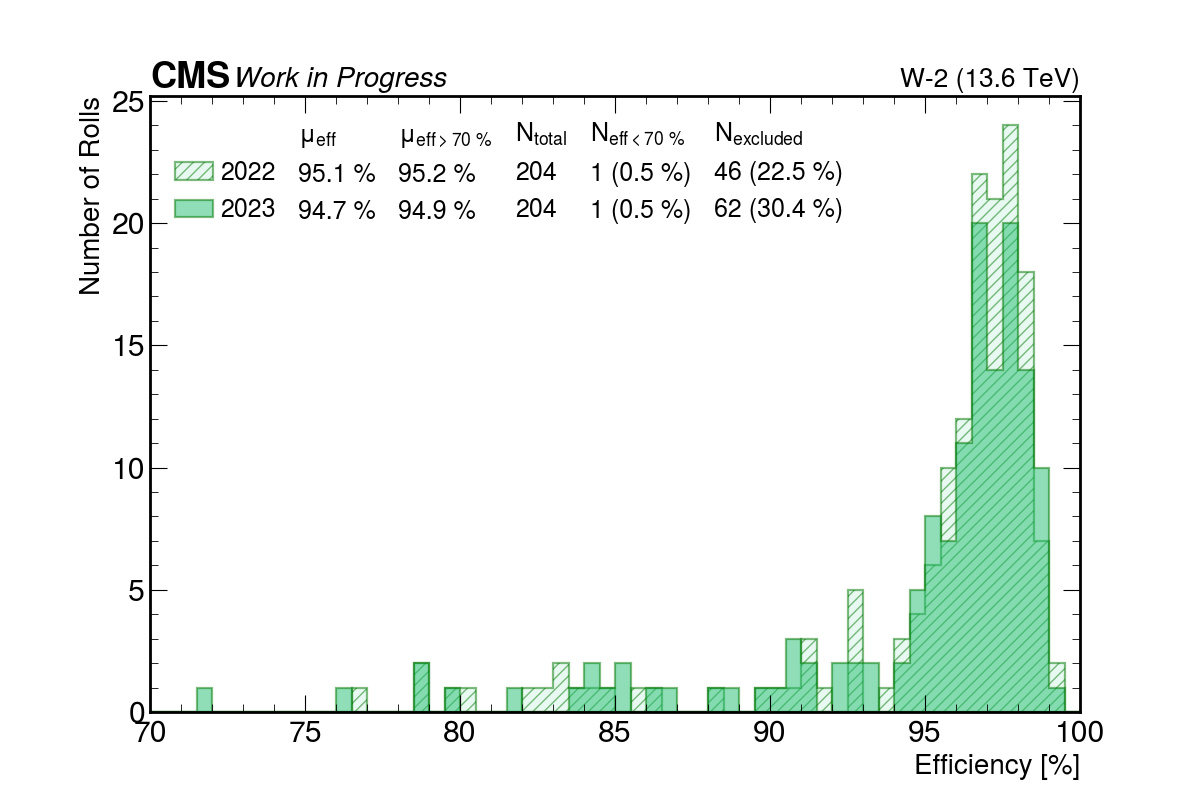 CMS Work in Progress W-2 (13.6 TeV)
Number of Rolls
μeff μeff > 70 % Ntotal Neff < 70 % Nexcluded
2022 95.1 % 95.2 % 204 1 (0.5 %) 46 (22.5 %)
2023 94.7 % 94.9 % 204 1 (0.5 %) 62 (30.4 %)
25
20
15
10
5
0
70 75 80 85 90 95 100
Efficiency [%]